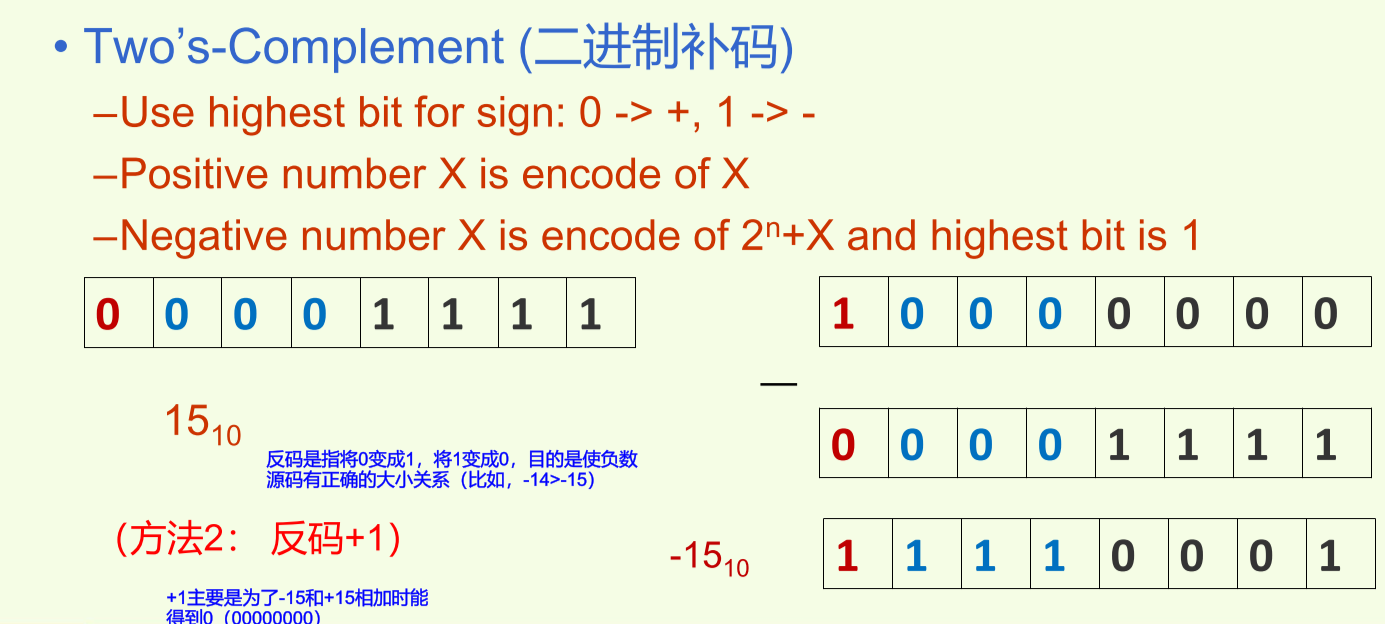 • Two's-Complement (二进制补码)
–Use highest bit for sign: 0 -> +, 1 -> -
–Positive number X is encode of X
–Negative number X is encode of 2ⁿ+X and highest bit is 1
0 0 0 0 1 1 1 1
1 0 0 0 0 0 0 0
—
15₁₀
0 0 0 0 1 1 1 1
反码是指将0变成1，将1变成0，目的是使负数
源码有正确的大小关系（比如，-14>-15）
（方法2： 反码+1）
-15₁₀
1 1 1 1 0 0 0 1
+1主要是为了-15和+15相加时能
得到0（00000000）